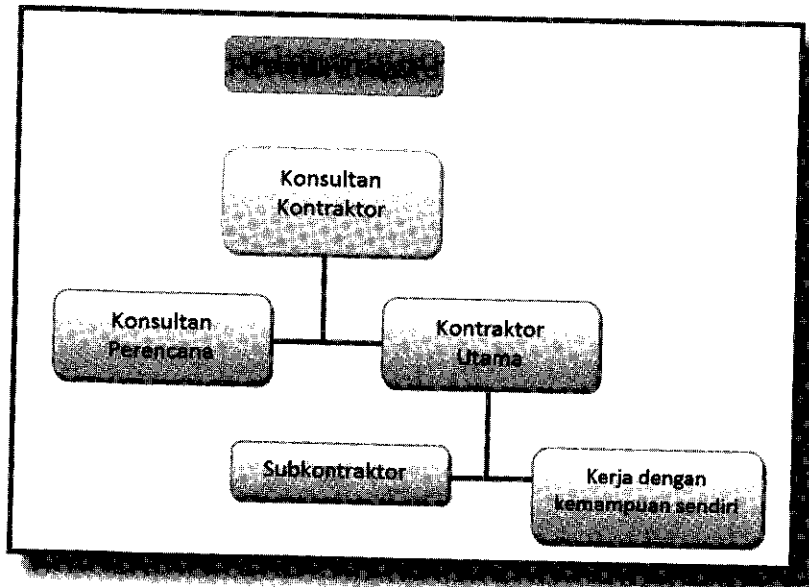 Konsultan
Kontraktor
Konsultan
Perencana
Kontraktor
Utama
Subkontraktor
Kerja dengan
kemampuan sendiri